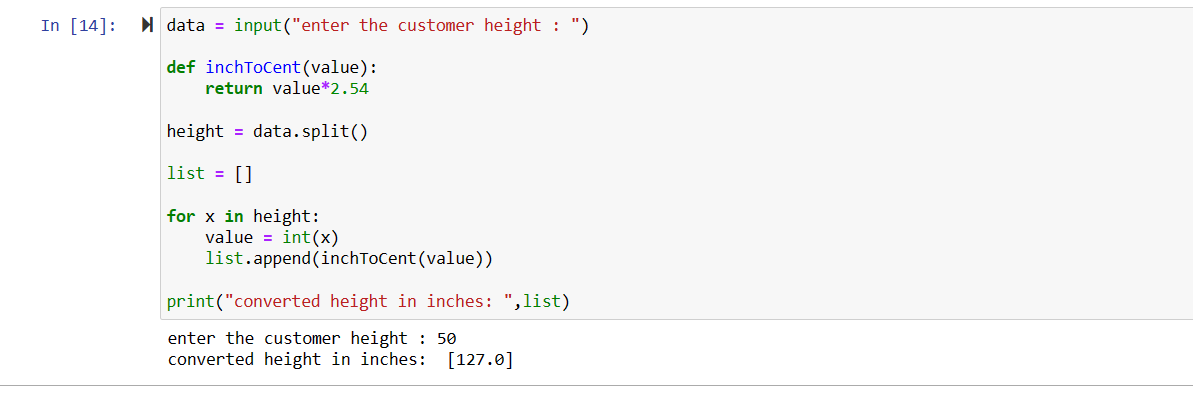 In [14]: data = input("enter the customer height : ")
def inchToCent(value):
    return value*2.54
height = data.split()
list = []
for x in height:
    value = int(x)
    list.append(inchToCent(value))
print("converted height in inches: ",list)
enter the customer height : 50
converted height in inches:  [127.0]